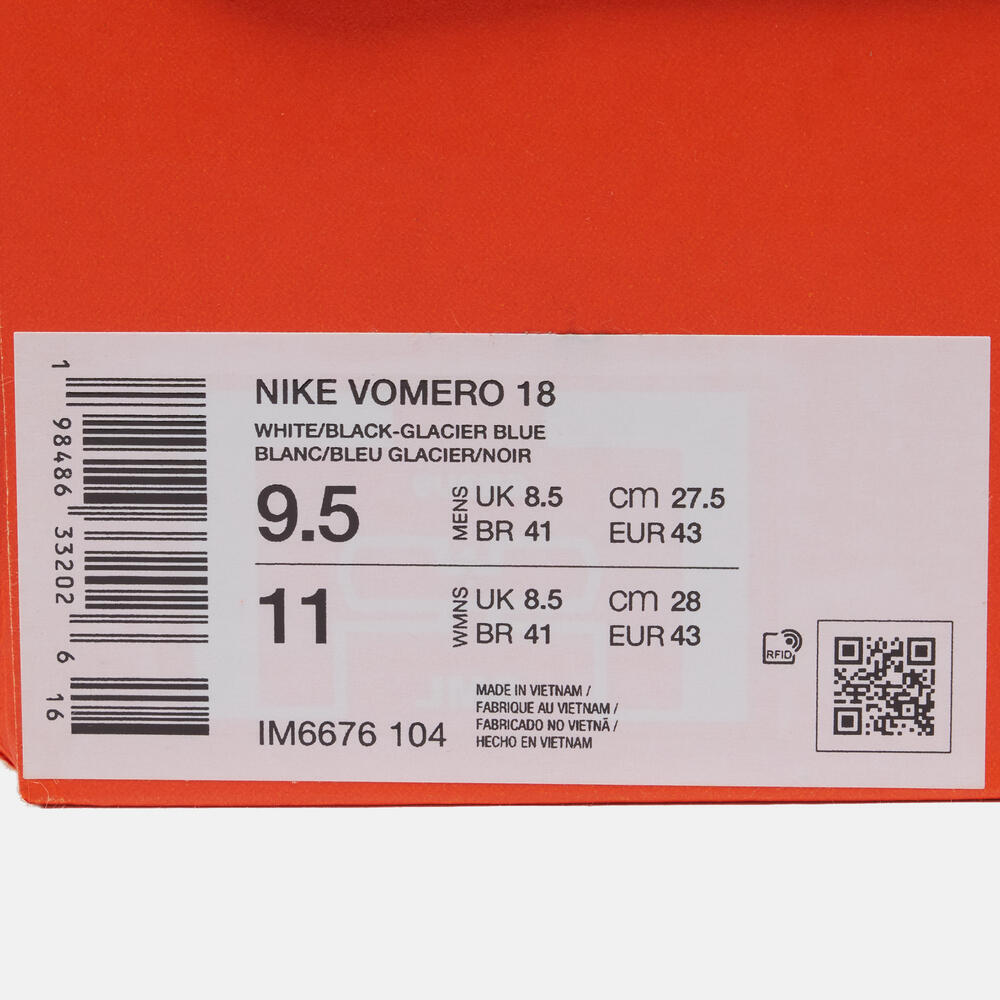 NIKE VOMERO 18
WHITE/BLACK-GLACIER BLUE
BLANC/BLEU GLACIER/NOIR
9.5 MENS UK 8.5 cm 27.5
BR 41 EUR 43
11 WMNS UK 8.5 cm 28
BR 41 EUR 43
MADE IN VIETNAM /
FABRIQUE AU VIETNAM /
FABRICADO NO VIETNÃ /
HECHO EN VIETNAM
IM6676 104
RFID
1 98486 33202 6 16